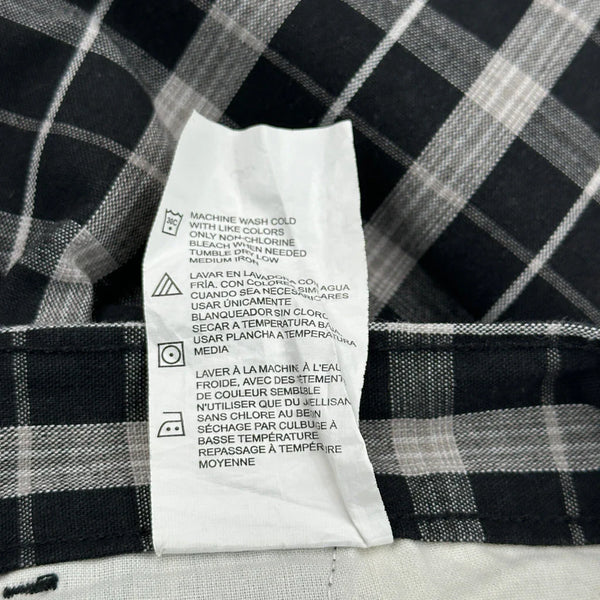 MACHINE WASH COLD
WITH LIKE COLORS
ONLY NON-CHLORINE
BLEACH WHEN NEEDED
TUMBLE DRY LOW
MEDIUM IRON
LAVAR EN LAVADORA CON
FRÍA. CON COLORES
CUANDO SEA NECESARIO
USAR ÚNICAMENTE
BLANQUEADOR SIN CLORO
SECAR A TEMPERATURA BAJA
USAR PLANCHA A TEMPERATURA
MEDIA
LAVER À LA MACHINE À L'EAU
FROIDE, AVEC DES VÊTEMENT
DE COULEUR SEMBLABLE
N'UTILISER QUE DU
SANS CHLORE AU BESOIN
SÉCHAGE PAR CULBUTAGE À
BASSE TEMPÉRATURE
REPASSAGE À TEMPÉRATURE
MOYENNE